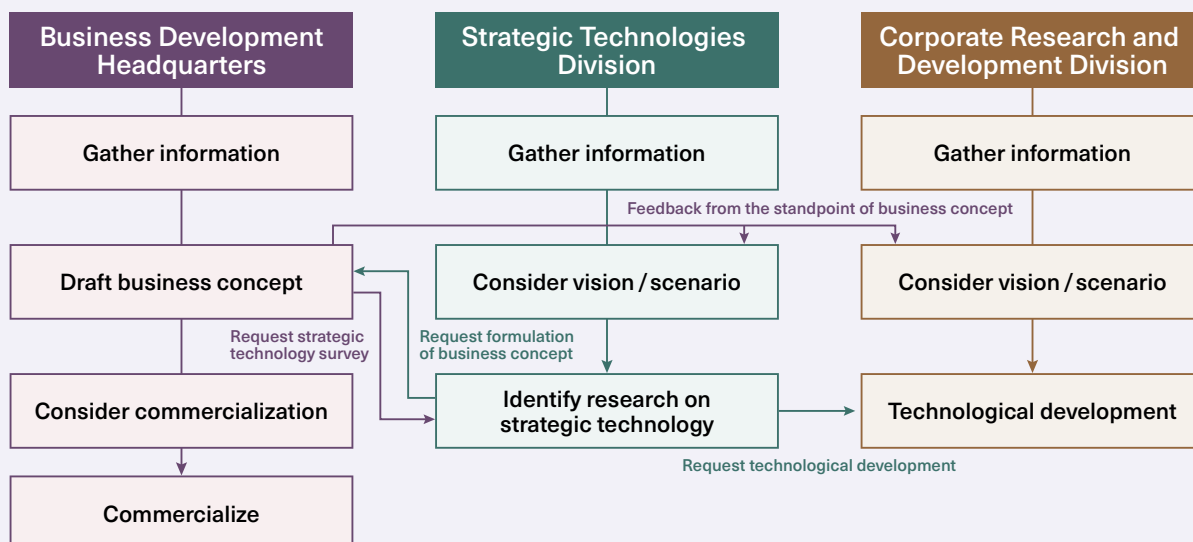 Business Development
Headquarters
Strategic Technologies
Division
Corporate Research and
Development Division
Gather information
Gather information
Gather information
Feedback from the standpoint of business concept
Draft business concept
Consider vision / scenario
Consider vision / scenario
Request strategic
technology survey
Request formulation
of business concept
Consider commercialization
Identify research on
strategic technology
Technological development
Request technological development
Commercialize